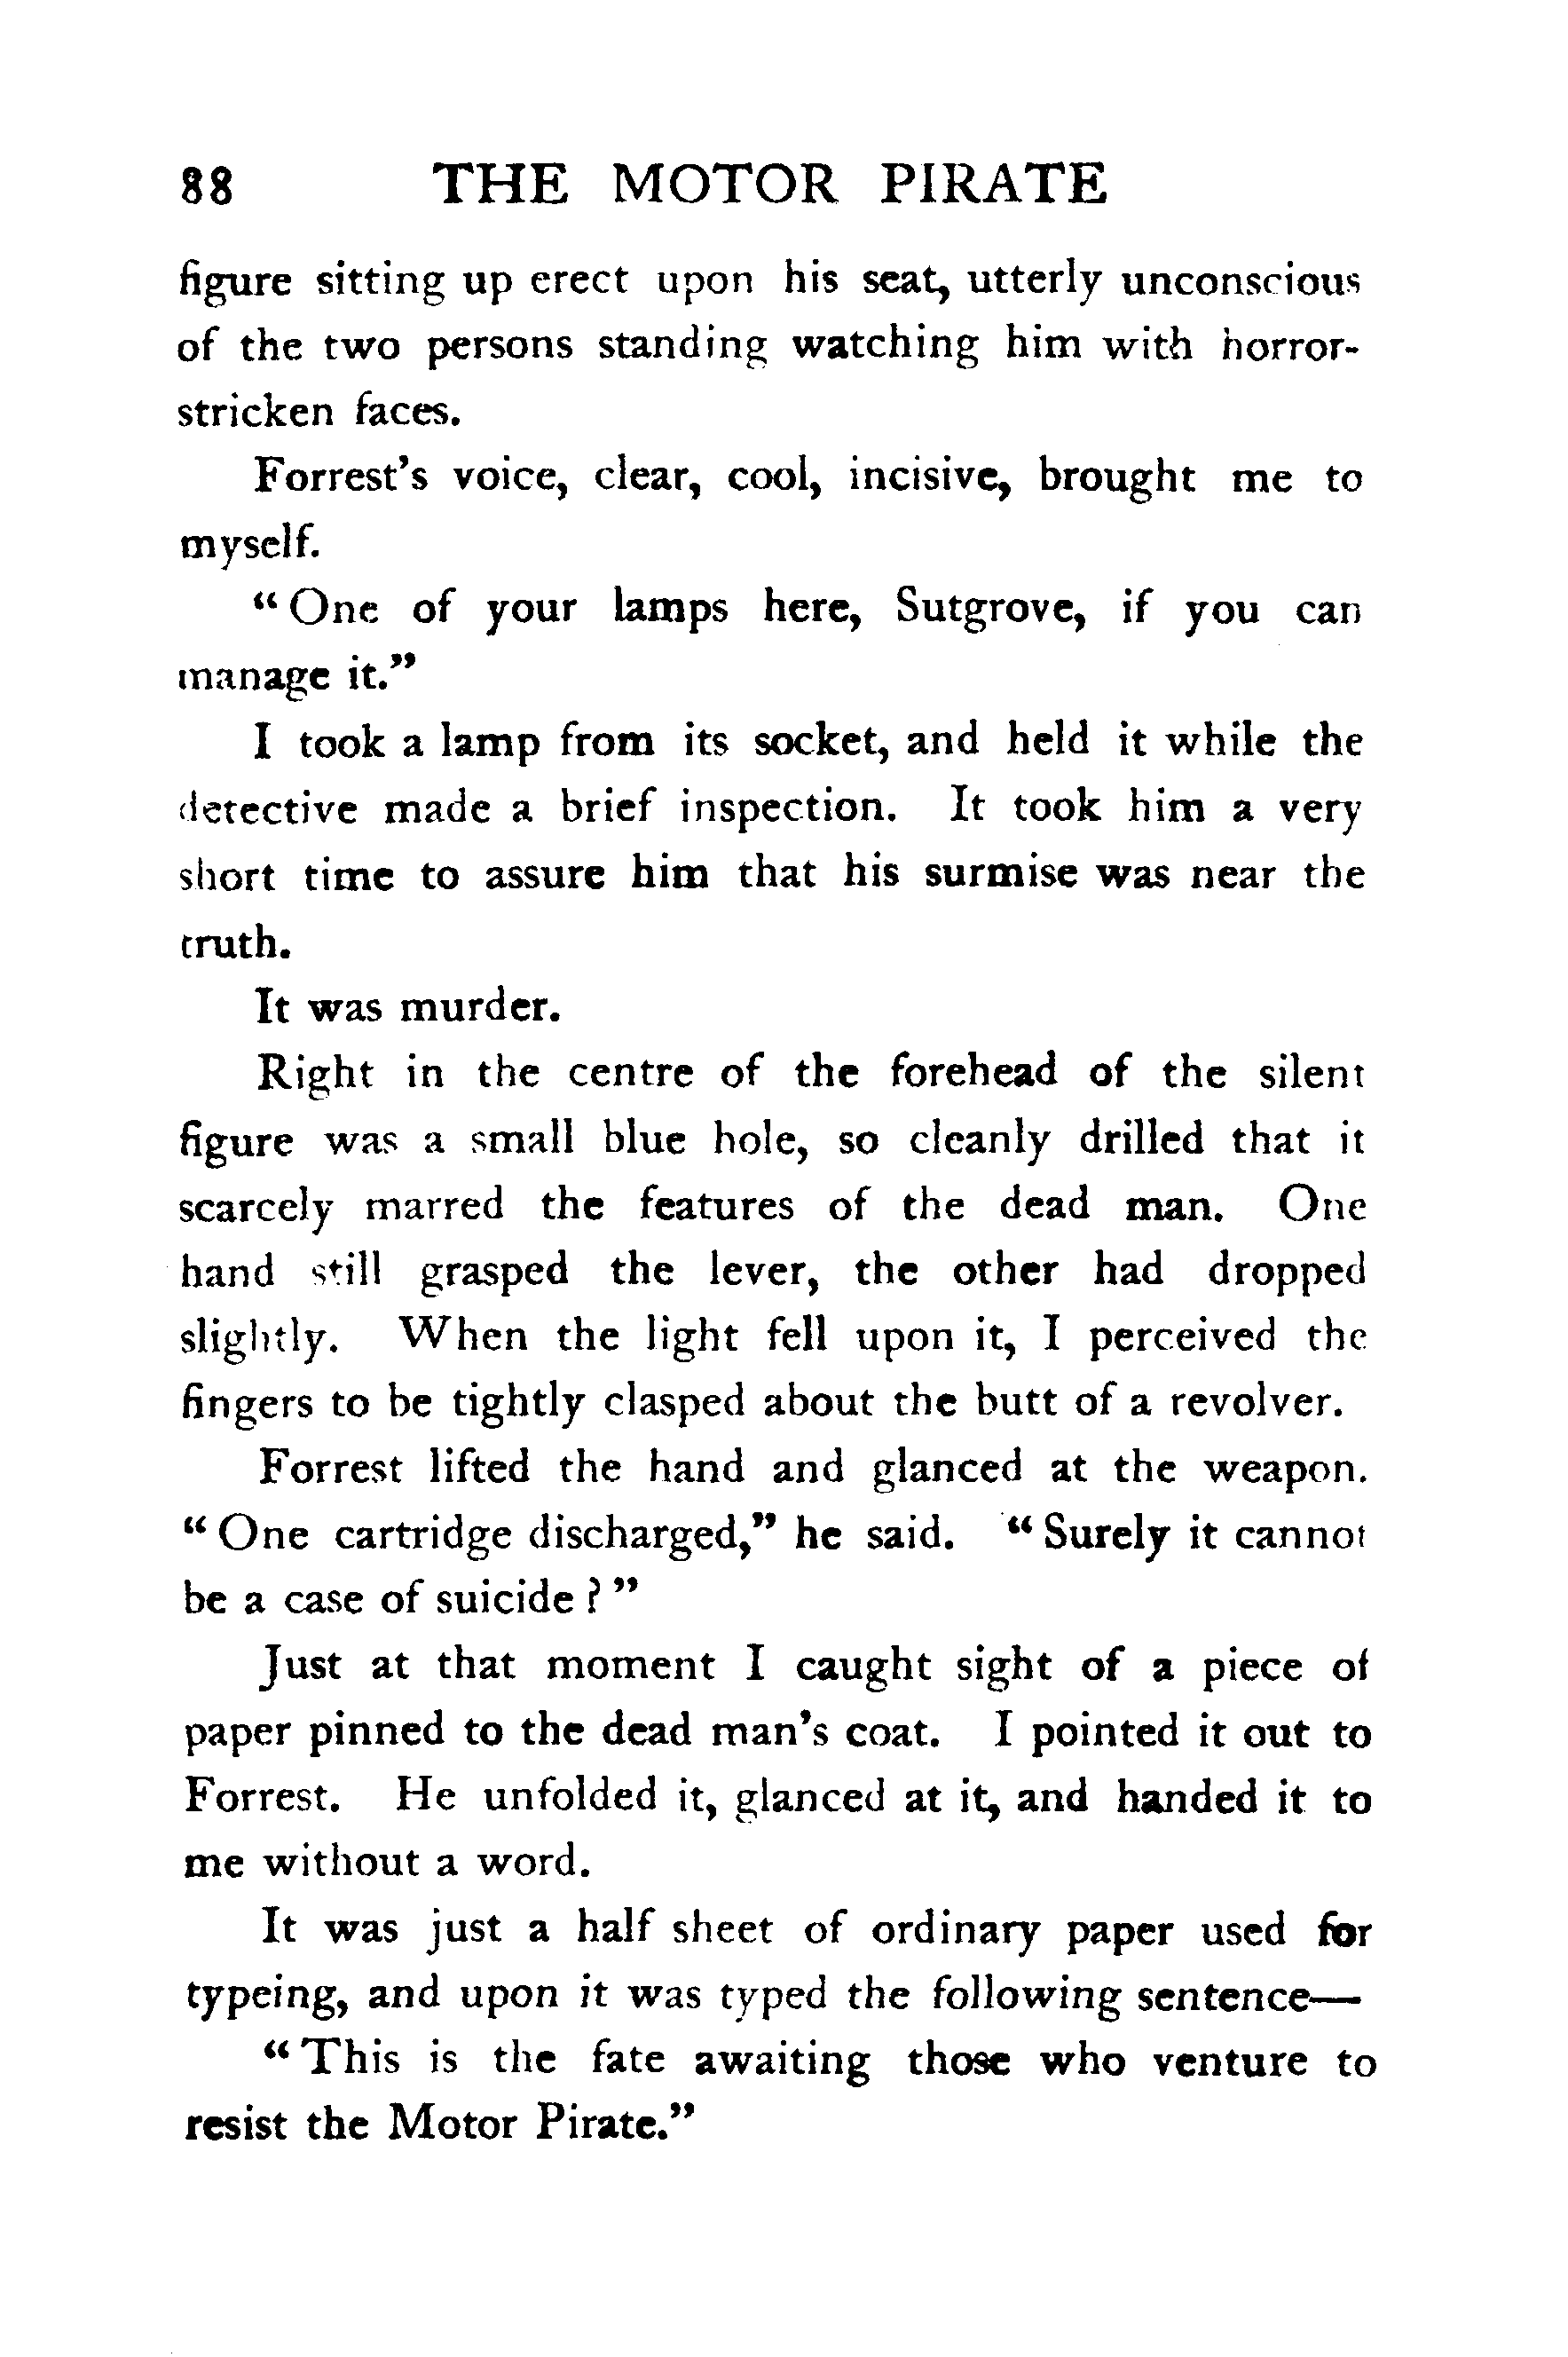 88 THE MOTOR PIRATE
figure sitting up erect upon his seat, utterly unconscious
of the two persons standing watching him with horror-
stricken faces.
Forrest's voice, clear, cool, incisive, brought me to
myself.
“One of your lamps here, Sutgrove, if you can
manage it.”
I took a lamp from its socket, and held it while the
detective made a brief inspection. It took him a very
short time to assure him that his surmise was near the
truth.
It was murder.
Right in the centre of the forehead of the silent
figure was a small blue hole, so cleanly drilled that it
scarcely marred the features of the dead man. One
hand still grasped the lever, the other had dropped
slightly. When the light fell upon it, I perceived the
fingers to be tightly clasped about the butt of a revolver.
Forrest lifted the hand and glanced at the weapon.
“One cartridge discharged,” he said. “Surely it cannot
be a case of suicide?”
Just at that moment I caught sight of a piece of
paper pinned to the dead man's coat. I pointed it out to
Forrest. He unfolded it, glanced at it, and handed it to
me without a word.
It was just a half sheet of ordinary paper used for
typeing, and upon it was typed the following sentence—
“This is the fate awaiting those who venture to
resist the Motor Pirate.”